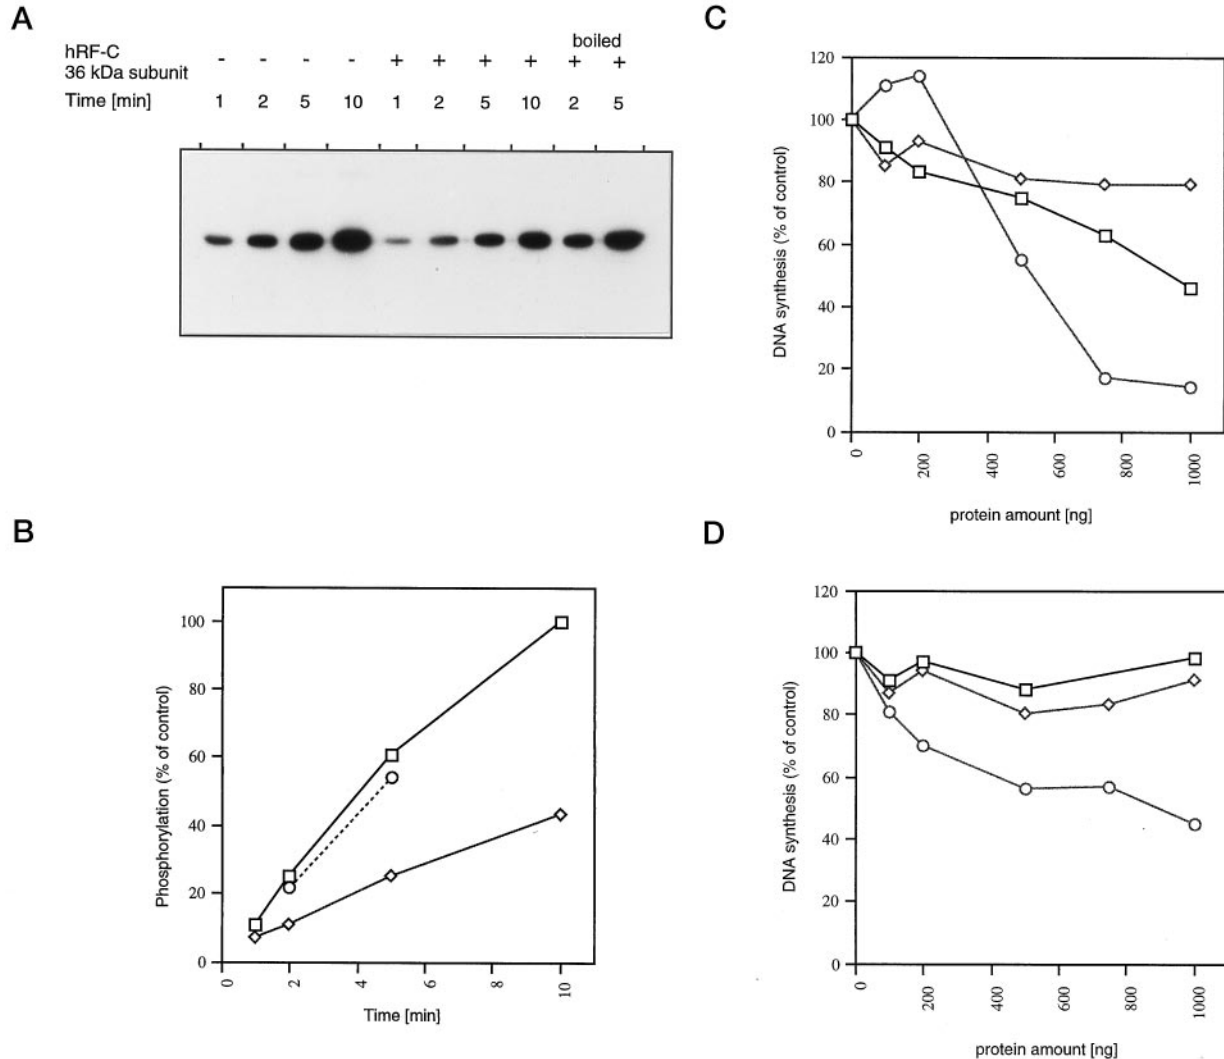 A
boiled
hRF-C
36 kDa subunit
- - - - + + + + + +
Time [min] 1 2 5 10 1 2 5 10 2 5
B
100
80
60
40
20
0
Phosphorylation (% of control)
0 2 4 6 8 10
Time [min]
C
120
100
80
60
40
20
0
DNA synthesis (% of control)
0 200 400 600 800 1000
protein amount [ng]
D
120
100
80
60
40
20
0
DNA synthesis (% of control)
0 200 400 600 800 1000
protein amount [ng]